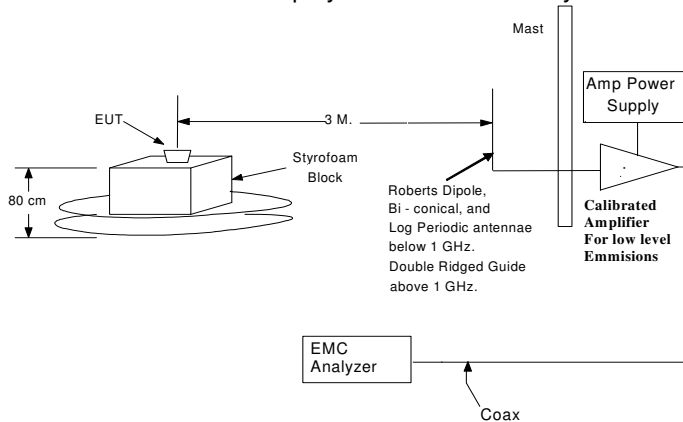 Mast
Amp Power
Supply
EUT
3 M.
Styrofoam
Block
80 cm
Roberts Dipole,
Bi - conical, and
Log Periodic antennae
below 1 GHz.
Double Ridged Guide
above 1 GHz.
Calibrated
Amplifier
For low level
Emmisions
EMC
Analyzer
Coax